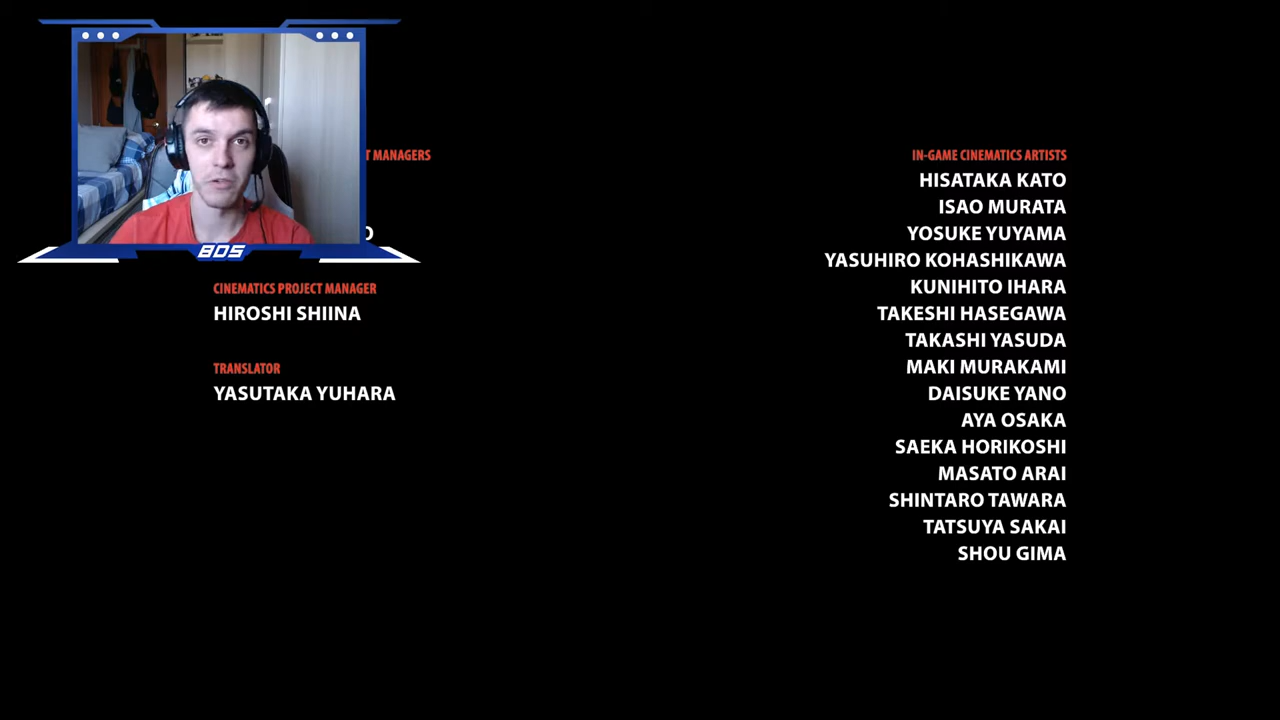 BOS
T MANAGERS
O
CINEMATICS PROJECT MANAGER
HIROSHI SHIINA
TRANSLATOR
YASUTAKA YUHARA
IN-GAME CINEMATICS ARTISTS
HISATAKA KATO
ISAO MURATA
YOSUKE YUYAMA
YASUHIRO KOHASHIKAWA
KUNIHITO IHARA
TAKESHI HASEGAWA
TAKASHI YASUDA
MAKI MURAKAMI
DAISUKE YANO
AYA OSAKA
SAEKA HORIKOSHI
MASATO ARAI
SHINTARO TAWARA
TATSUYA SAKAI
SHOU GIMA